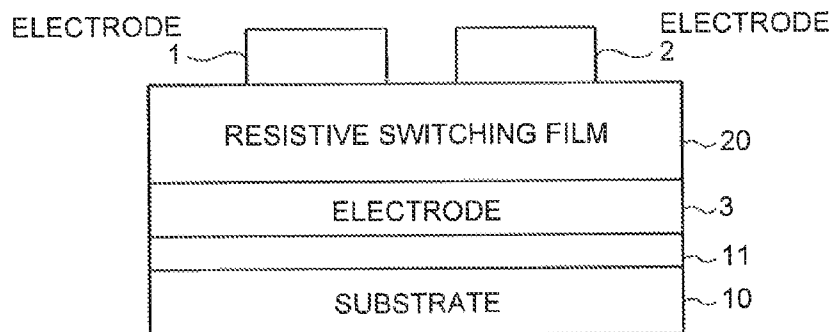 ELECTRODE
1
ELECTRODE
2
RESISTIVE SWITCHING FILM
20
ELECTRODE
3
11
SUBSTRATE
10